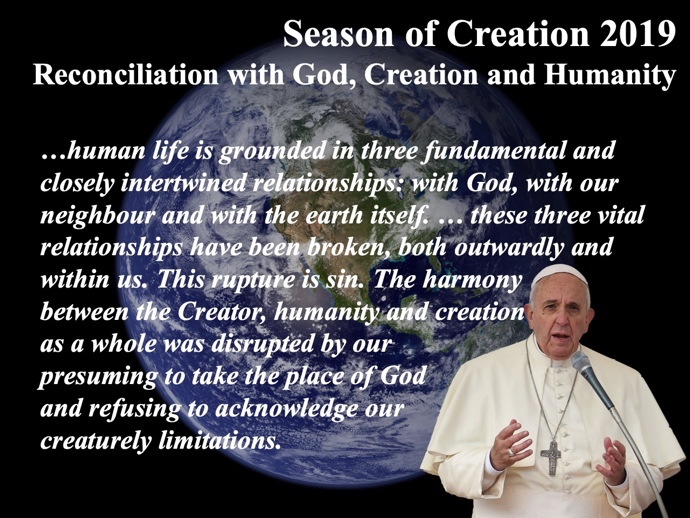 Season of Creation 2019
Reconciliation with God, Creation and Humanity
…human life is grounded in three fundamental and
closely intertwined relationships: with God, with our
neighbour and with the earth itself. … these three vital
relationships have been broken, both outwardly and
within us. This rupture is sin. The harmony
between the Creator, humanity and creation
as a whole was disrupted by our
presuming to take the place of God
and refusing to acknowledge our
creaturely limitations.